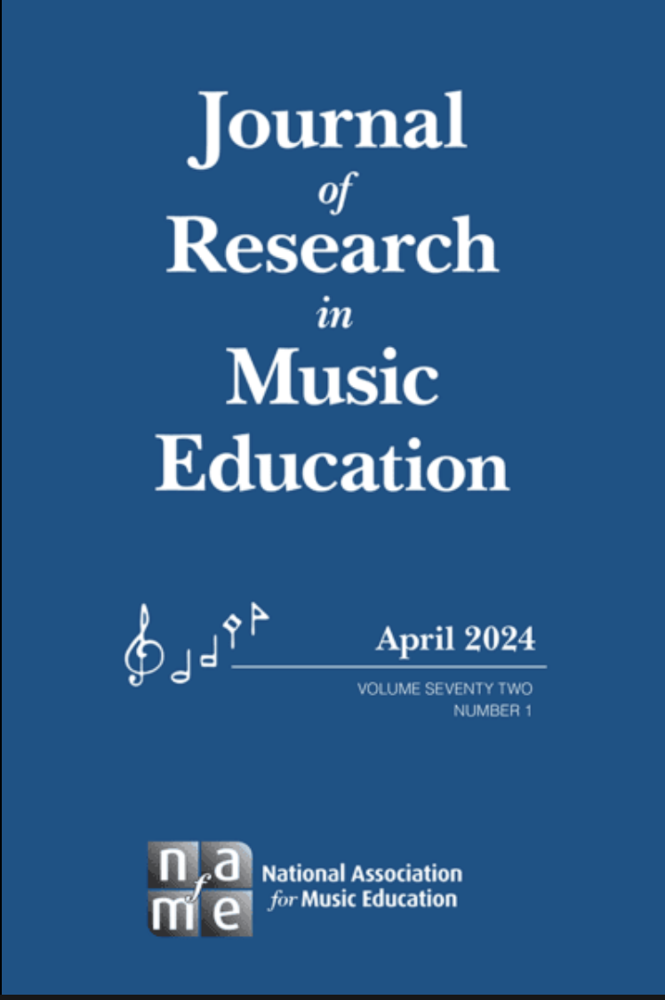 Journal
of
Research
in
Music
Education
April 2024
VOLUME SEVENTY TWO
NUMBER 1
n f a
m e
National Association
for Music Education